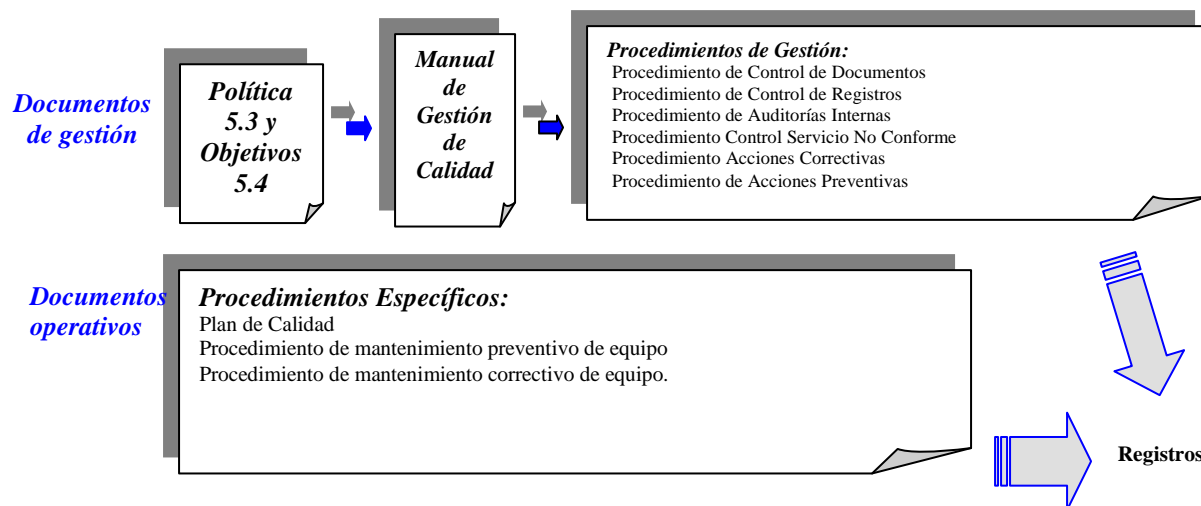 Documentos
de gestión
Política
5.3 y
Objetivos
5.4
Manual
de
Gestión
de
Calidad
Procedimientos de Gestión:
Procedimiento de Control de Documentos
Procedimiento de Control de Registros
Procedimiento de Auditorías Internas
Procedimiento Control Servicio No Conforme
Procedimiento Acciones Correctivas
Procedimiento de Acciones Preventivas
Documentos
operativos
Procedimientos Específicos:
Plan de Calidad
Procedimiento de mantenimiento preventivo de equipo
Procedimiento de mantenimiento correctivo de equipo.
Registros